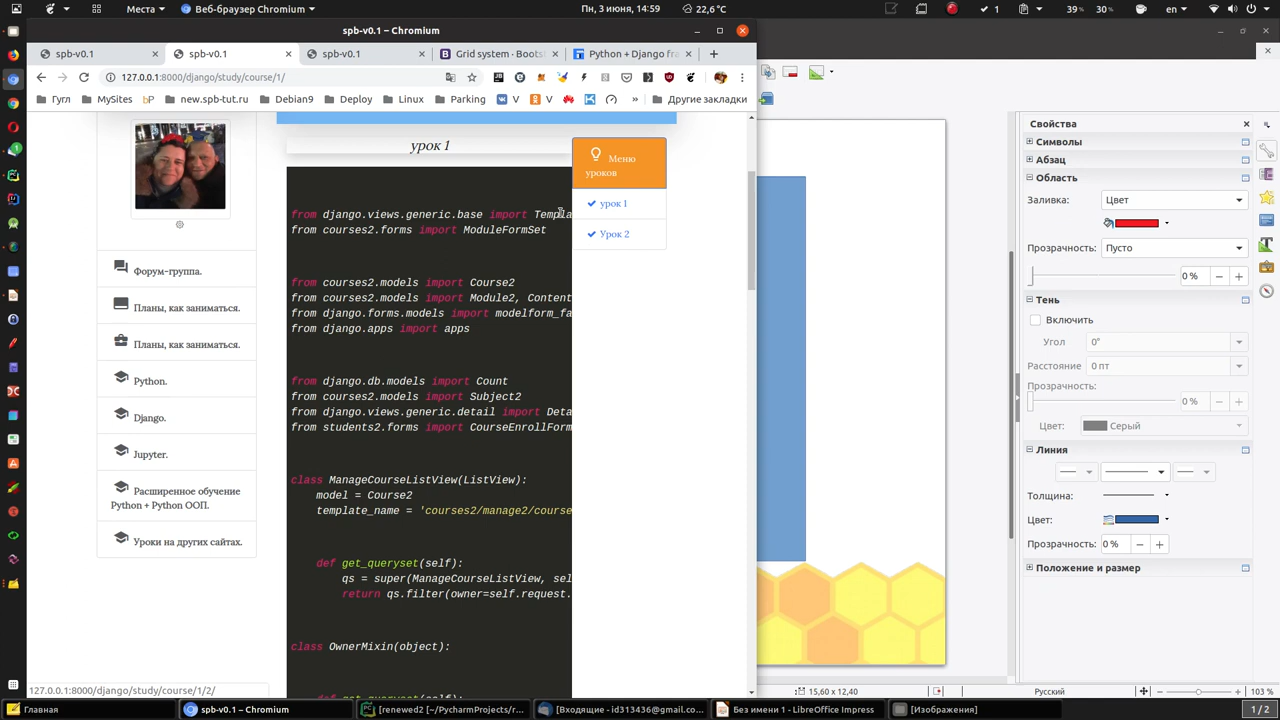 Места
Веб-браузер Chromium
Пн, 3 июня, 14:59
22,6°C
1
39%
30%
en
spb-v0.1 – Chromium
spb-v0.1
spb-v0.1
spb-v0.1
Grid system · Boots
Python + Django fra
127.0.0.1:8000/django/study/course/1/
Гугл
MySites
new.spb-tut.ru
Debian9
Deploy
Linux
Parking
V
V
»
Другие закладки
урок 1
Меню
уроков
урок 1
Урок 2
Форум-группа.
Планы, как заниматься.
Планы, как заниматься.
Python.
Django.
Jupyter.
Расширенное обучение
Python + Python ООП.
Уроки на других сайтах.
from django.views.generic.base import Templa
from courses2.forms import ModuleFormSet
from courses2.models import Course2
from courses2.models import Module2, Content
from django.forms.models import modelform_fa
from django.apps import apps
from django.db.models import Count
from courses2.models import Subject2
from django.views.generic.detail import Deta
from students2.forms import CourseEnrollForm
class ManageCourseListView(ListView):
model = Course2
template_name = 'courses2/manage2/course
def get_queryset(self):
qs = super(ManageCourseListView, sel
return qs.filter(owner=self.request.
class OwnerMixin(object):
def get_queryset(self):
127.0.0.1:8000/django/study/course/1/2/
Свойства
Символы
Абзац
Область
Заливка:
Цвет
Прозрачность:
Пусто
0 %
Тень
Включить
Угол
0°
Расстояние
0 пт
Прозрачность:
0 %
Цвет:
Серый
Линия
Толщина:
Цвет:
Прозрачность:
0 %
Положение и размер
15,60 x 12,40
Русский
103 %
Главная
spb-v0.1 – Chromium
[renewed2 [~/PycharmProjects/r...
[Входящие - id313436@gmail.co...
Без имени 1 - LibreOffice Impress
[Изображения]
1 / 2